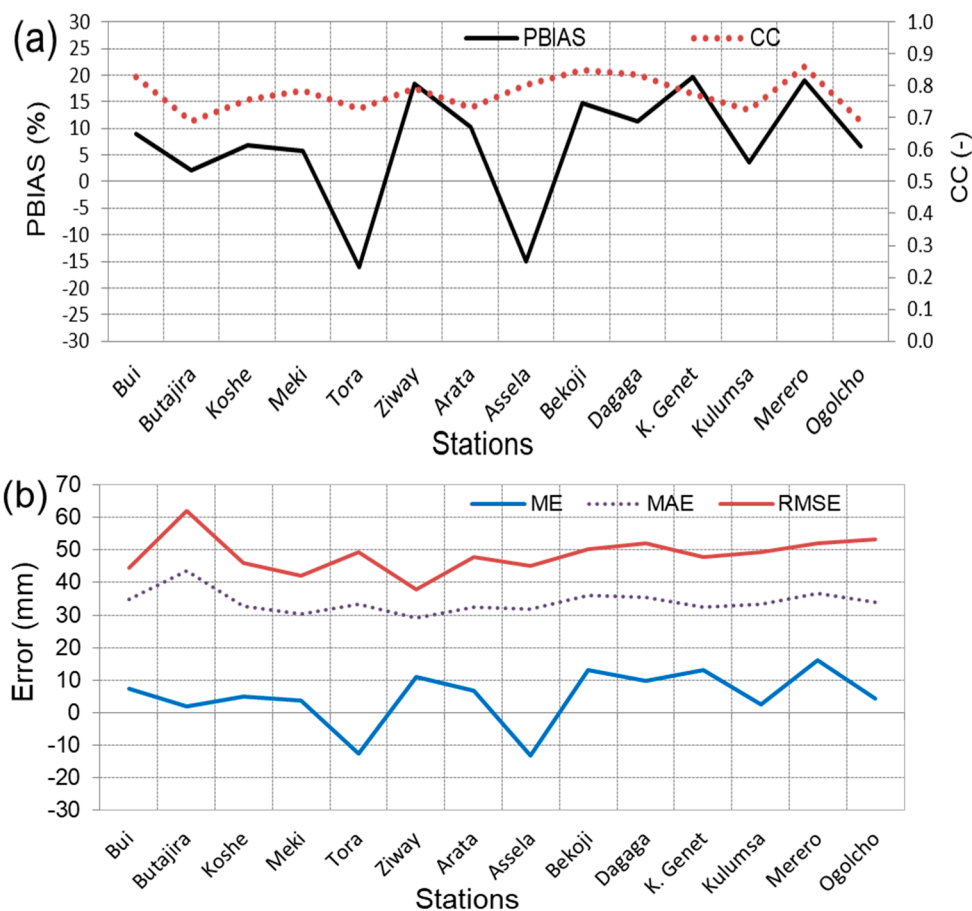 (a)
PBIAS
CC
30
25
20
15
10
5
0
-5
-10
-15
-20
-25
-30
PBIAS (%)
1.0
0.9
0.8
0.7
0.6
0.5
0.4
0.3
0.2
0.1
0.0
CC (-)
Bui
Butajira
Koshe
Meki
Tora
Ziway
Arata
Assela
Bekoji
Dagaga
K. Genet
Kulumsa
Merero
Ogolcho
Stations
(b)
ME
MAE
RMSE
70
60
50
40
30
20
10
0
-10
-20
-30
Error (mm)
Bui
Butajira
Koshe
Meki
Tora
Ziway
Arata
Assela
Bekoji
Dagaga
K. Genet
Kulumsa
Merero
Ogolcho
Stations